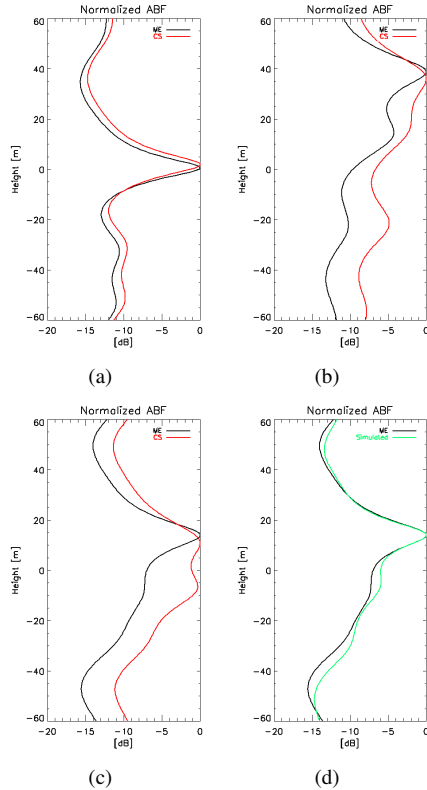 Normalized ABF
ME
CS
60
40
20
0
-20
-40
-60
Height [m]
-20 -15 -10 -5 0
[dB]
(a)
Normalized ABF
ME
CS
60
40
20
0
-20
-40
-60
Height [m]
-20 -15 -10 -5 0
[dB]
(b)
Normalized ABF
ME
CS
60
40
20
0
-20
-40
-60
Height [m]
-20 -15 -10 -5 0
[dB]
(c)
Normalized ABF
ME
Simulated
60
40
20
0
-20
-40
-60
Height [m]
-20 -15 -10 -5 0
[dB]
(d)